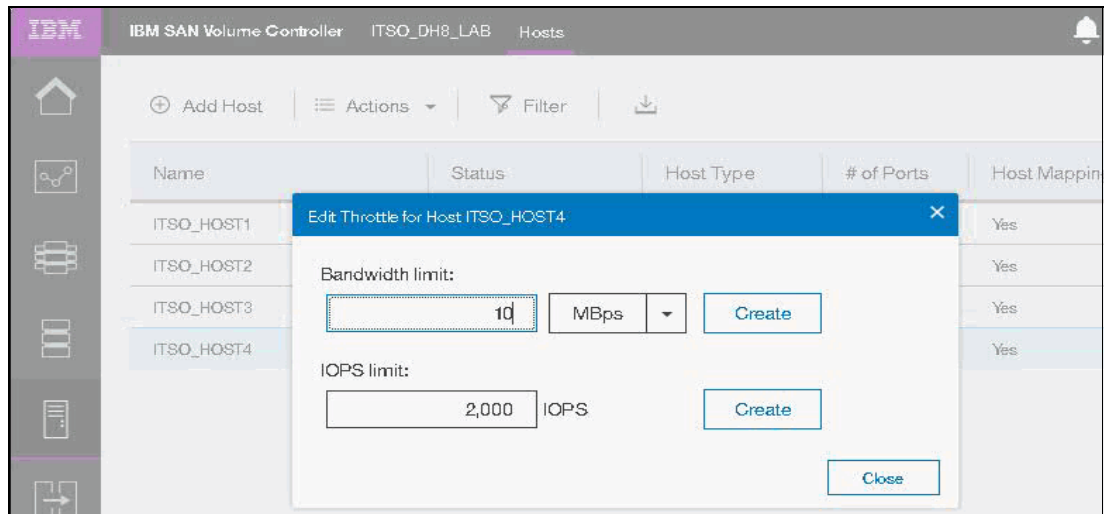 IBM
IBM SAN Volume Controller ITSO_DH8_LAB Hosts
Add Host Actions Filter
Name Status Host Type # of Ports Host Mappin
ITSO_HOST1 Yes
ITSO_HOST2 Yes
ITSO_HOST3 Yes
ITSO_HOST4 Yes
Edit Throttle for Host ITSO_HOST4
Bandwidth limit:
10 MBps Create
IOPS limit:
2,000 IOPS Create
Close